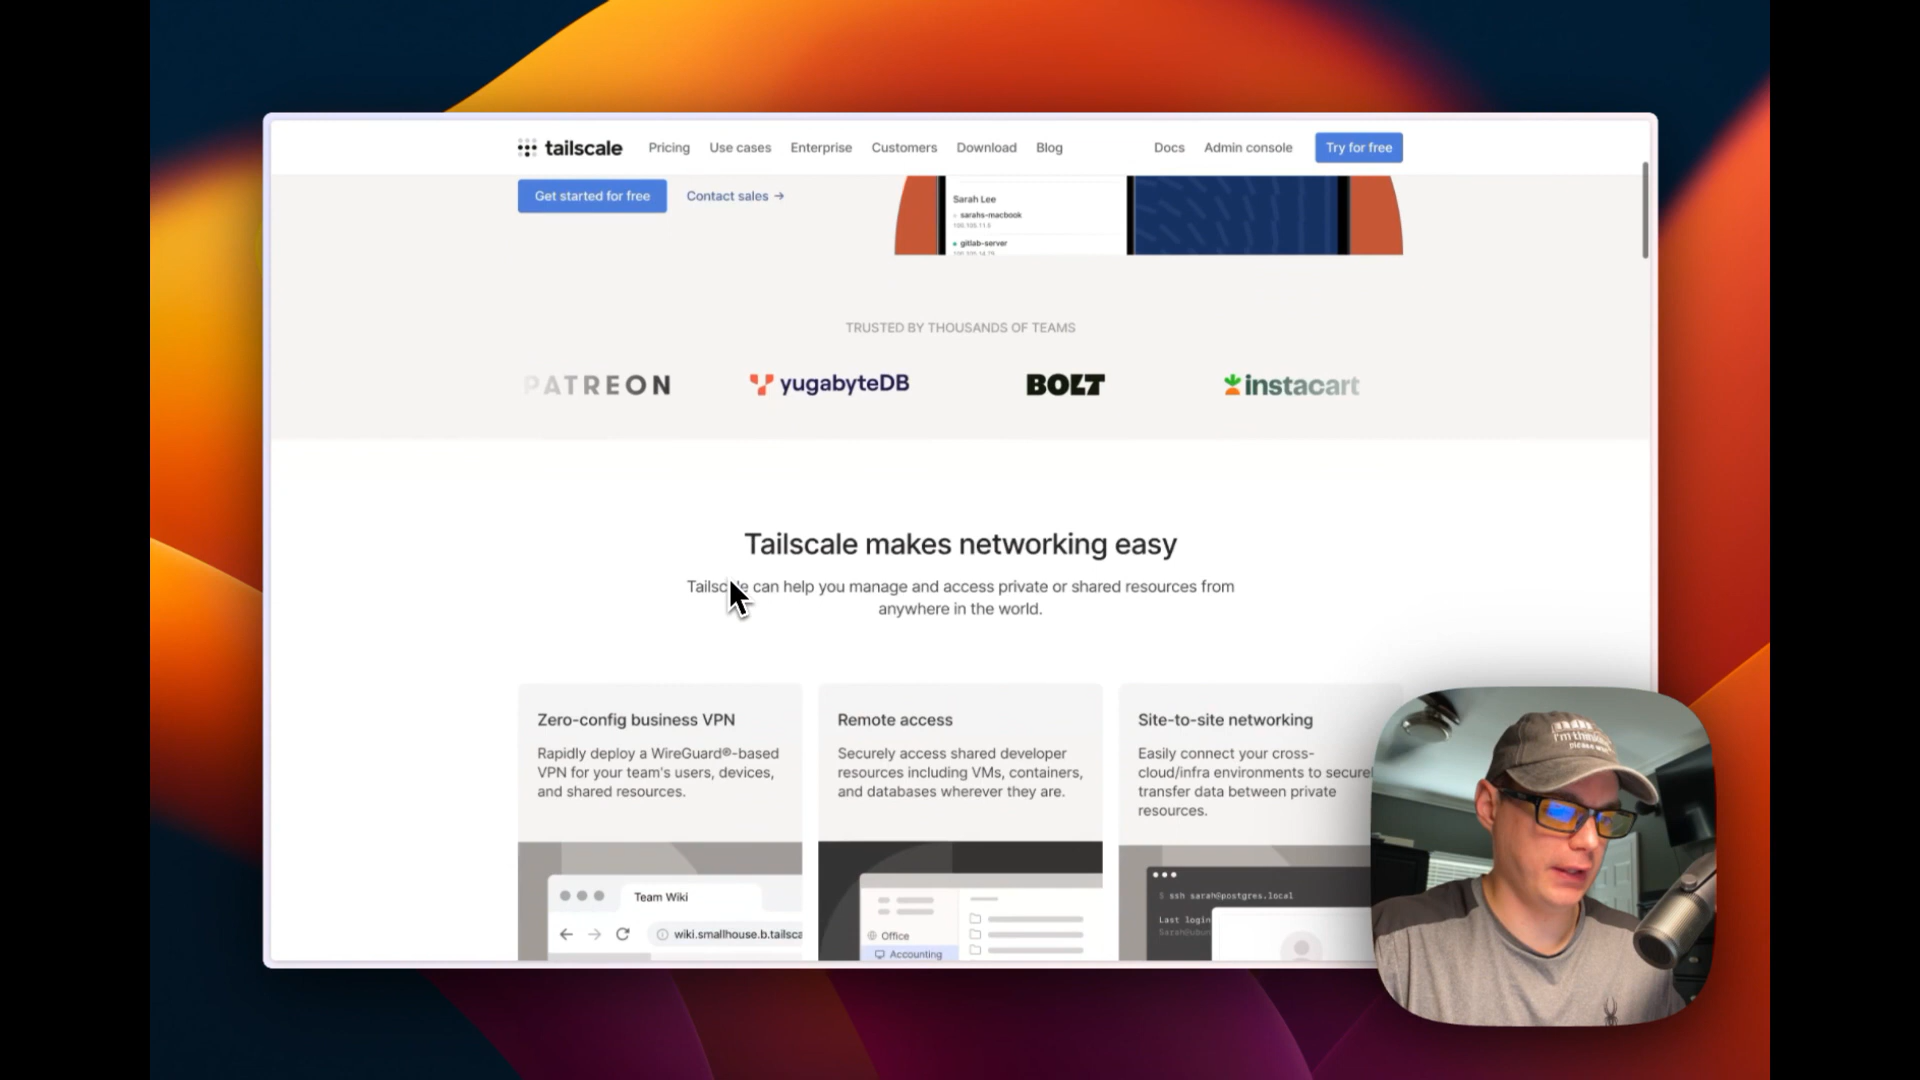 tailscale Pricing Use cases Enterprise Customers Download Blog Docs Admin console Try for free
Get started for free Contact sales →
Sarah Lee
sarahs-macbook
gitlab-server
TRUSTED BY THOUSANDS OF TEAMS
PATREON yugabyteDB BOLT instacart
Tailscale makes networking easy
Tailscale can help you manage and access private or shared resources from
anywhere in the world.
Zero-config business VPN
Rapidly deploy a WireGuard®-based
VPN for your team's users, devices,
and shared resources.
Team Wiki
wiki.smallhouse.b.tailsca
Remote access
Securely access shared developer
resources including VMs, containers,
and databases wherever they are.
Office
Accounting
Site-to-site networking
Easily connect your cross-
cloud/infra environments to secure
transfer data between private
resources.
$ ssh sarah@postgres.local
Last login
I'm thinking
please